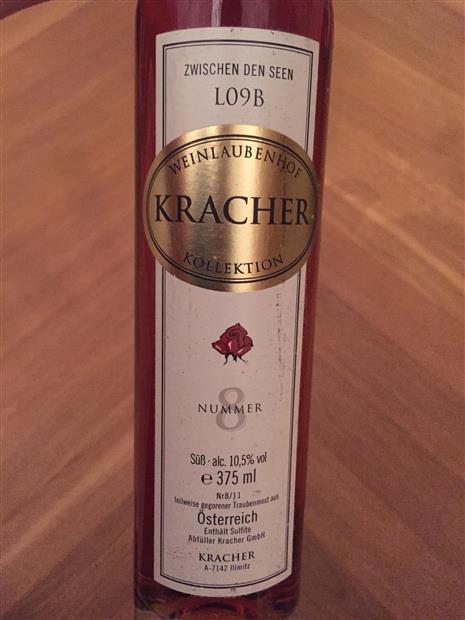 ZWISCHEN DEN SEEN
L09B
WEINLAUBENHOF
KRACHER
KOLLEKTION
NUMMER 8
Süß · alc. 10,5% vol
℮ 375 ml
Nr8/11
teilweise gegorener Traubenmost aus
Österreich
Enthält Sulfite
Abfüller Kracher GmbH
KRACHER
A-7142 Illmitz